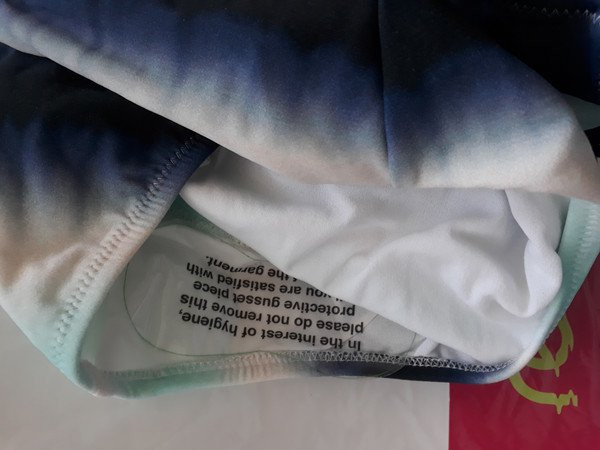 In the interest of hygiene,
please do not remove this
protective gusset piece
you are satisfied with
the garment.